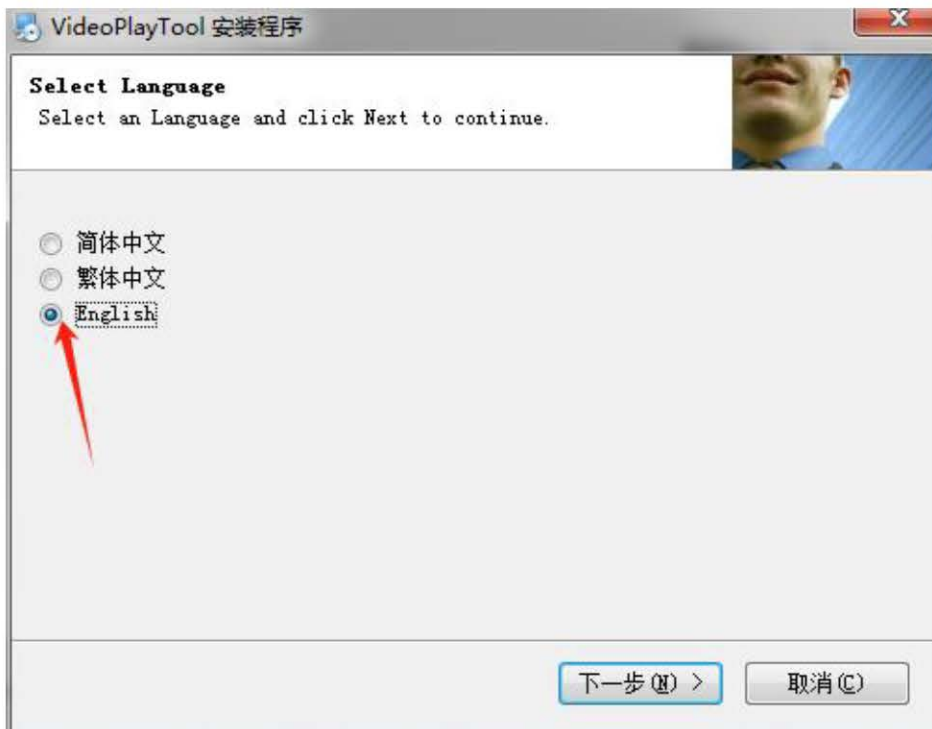 VideoPlayTool 安装程序
Select Language
Select an Language and click Next to continue.
简体中文
繁体中文
English
下一步(N) >
取消(C)